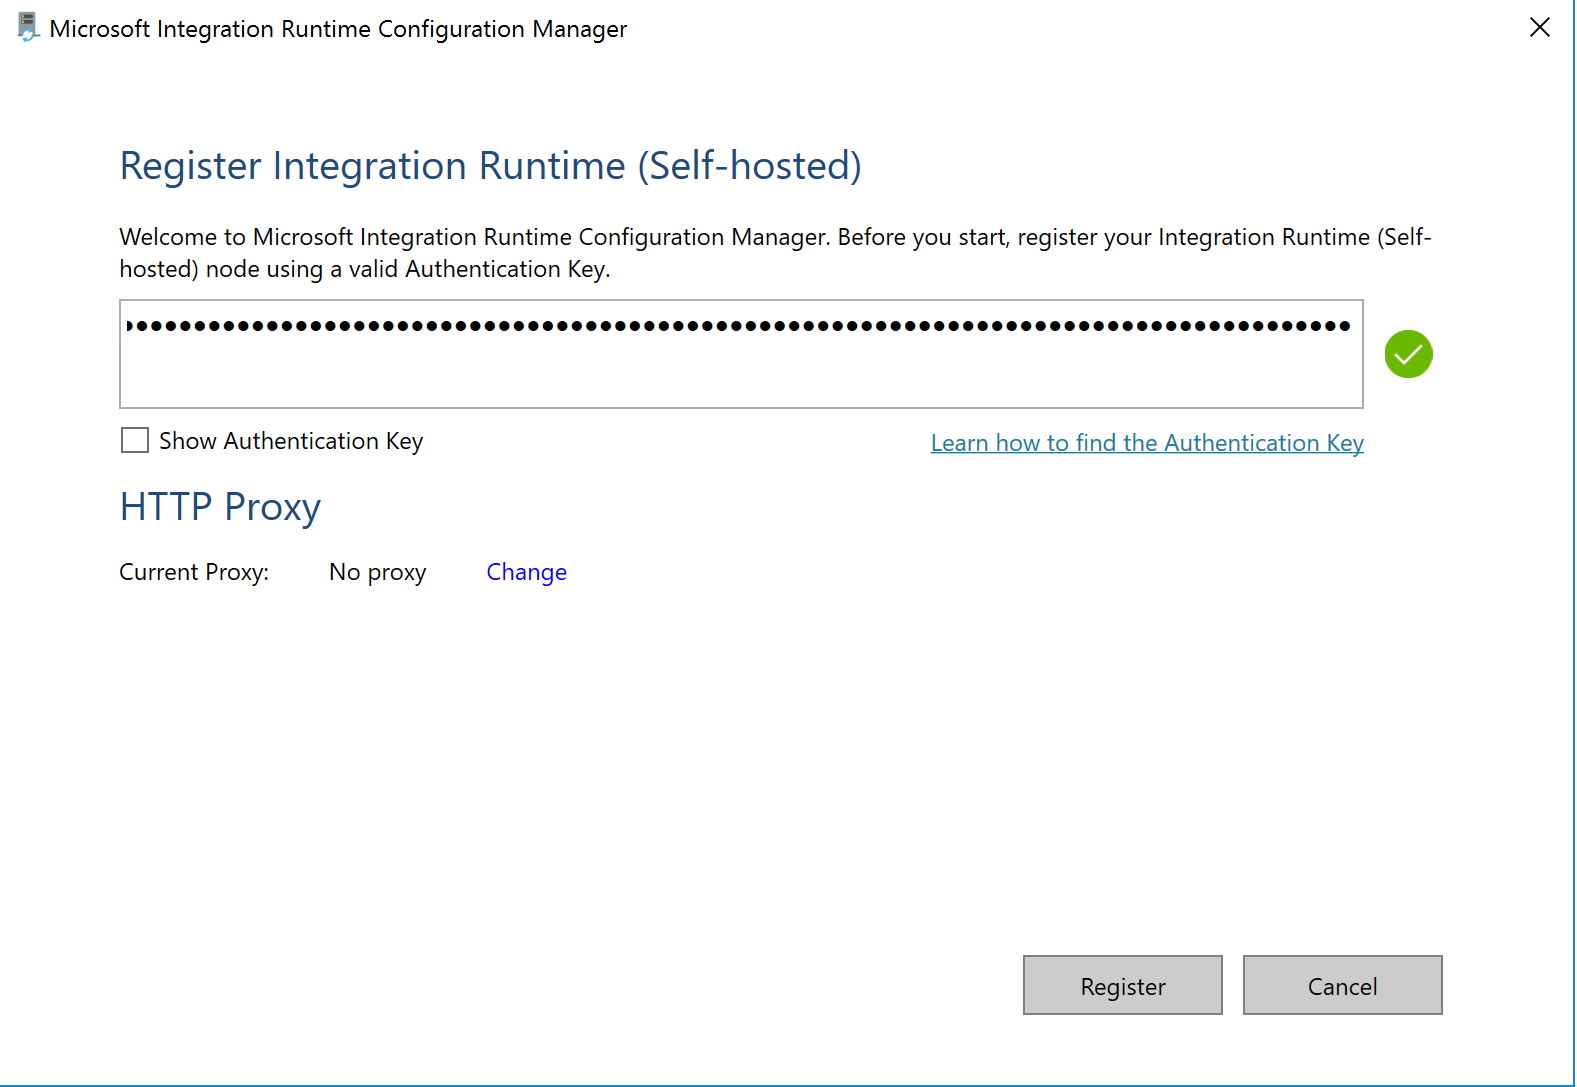 Microsoft Integration Runtime Configuration Manager
Register Integration Runtime (Self-hosted)
Welcome to Microsoft Integration Runtime Configuration Manager. Before you start, register your Integration Runtime (Self-
hosted) node using a valid Authentication Key.
Show Authentication Key
Learn how to find the Authentication Key
HTTP Proxy
Current Proxy: No proxy Change
Register Cancel